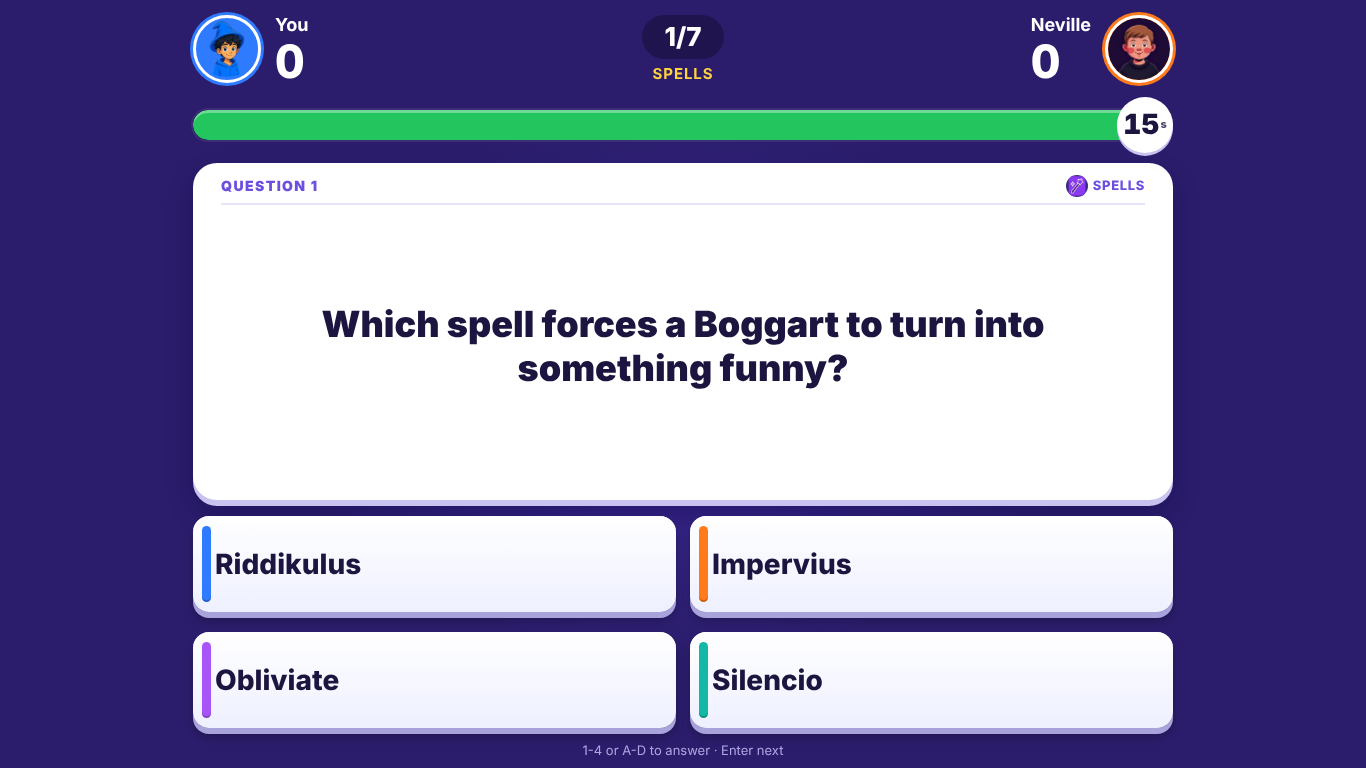 You
0
1/7
SPELLS
Neville
0
15s
QUESTION 1
SPELLS
Which spell forces a Boggart to turn into
something funny?
Riddikulus
Impervius
Obliviate
Silencio
1-4 or A-D to answer · Enter next